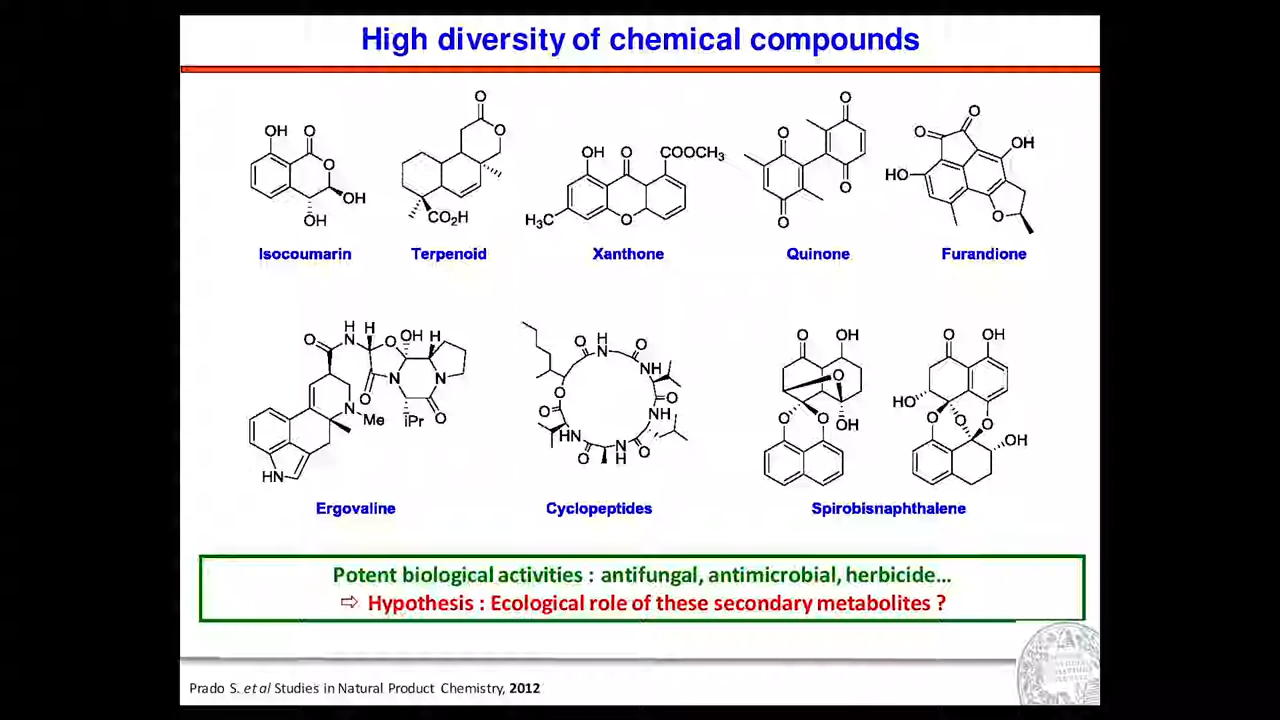 High diversity of chemical compounds
OH O O OH OH
O O
CO₂H
OH O COOCH₃ H₃C O
O O O O
O O OH HO O
Isocoumarin Terpenoid Xanthone Quinone Furandione
O H N H O OH H N N O O iPr N Me HN
O H N O NH O NH O N H HN O O O
O OH O O O OH
O OH HO O O O OH
Ergovaline Cyclopeptides Spirobisnaphthalene
Potent biological activities : antifungal, antimicrobial, herbicide...
⇨ Hypothesis : Ecological role of these secondary metabolites ?
Prado S. et al Studies in Natural Product Chemistry, 2012